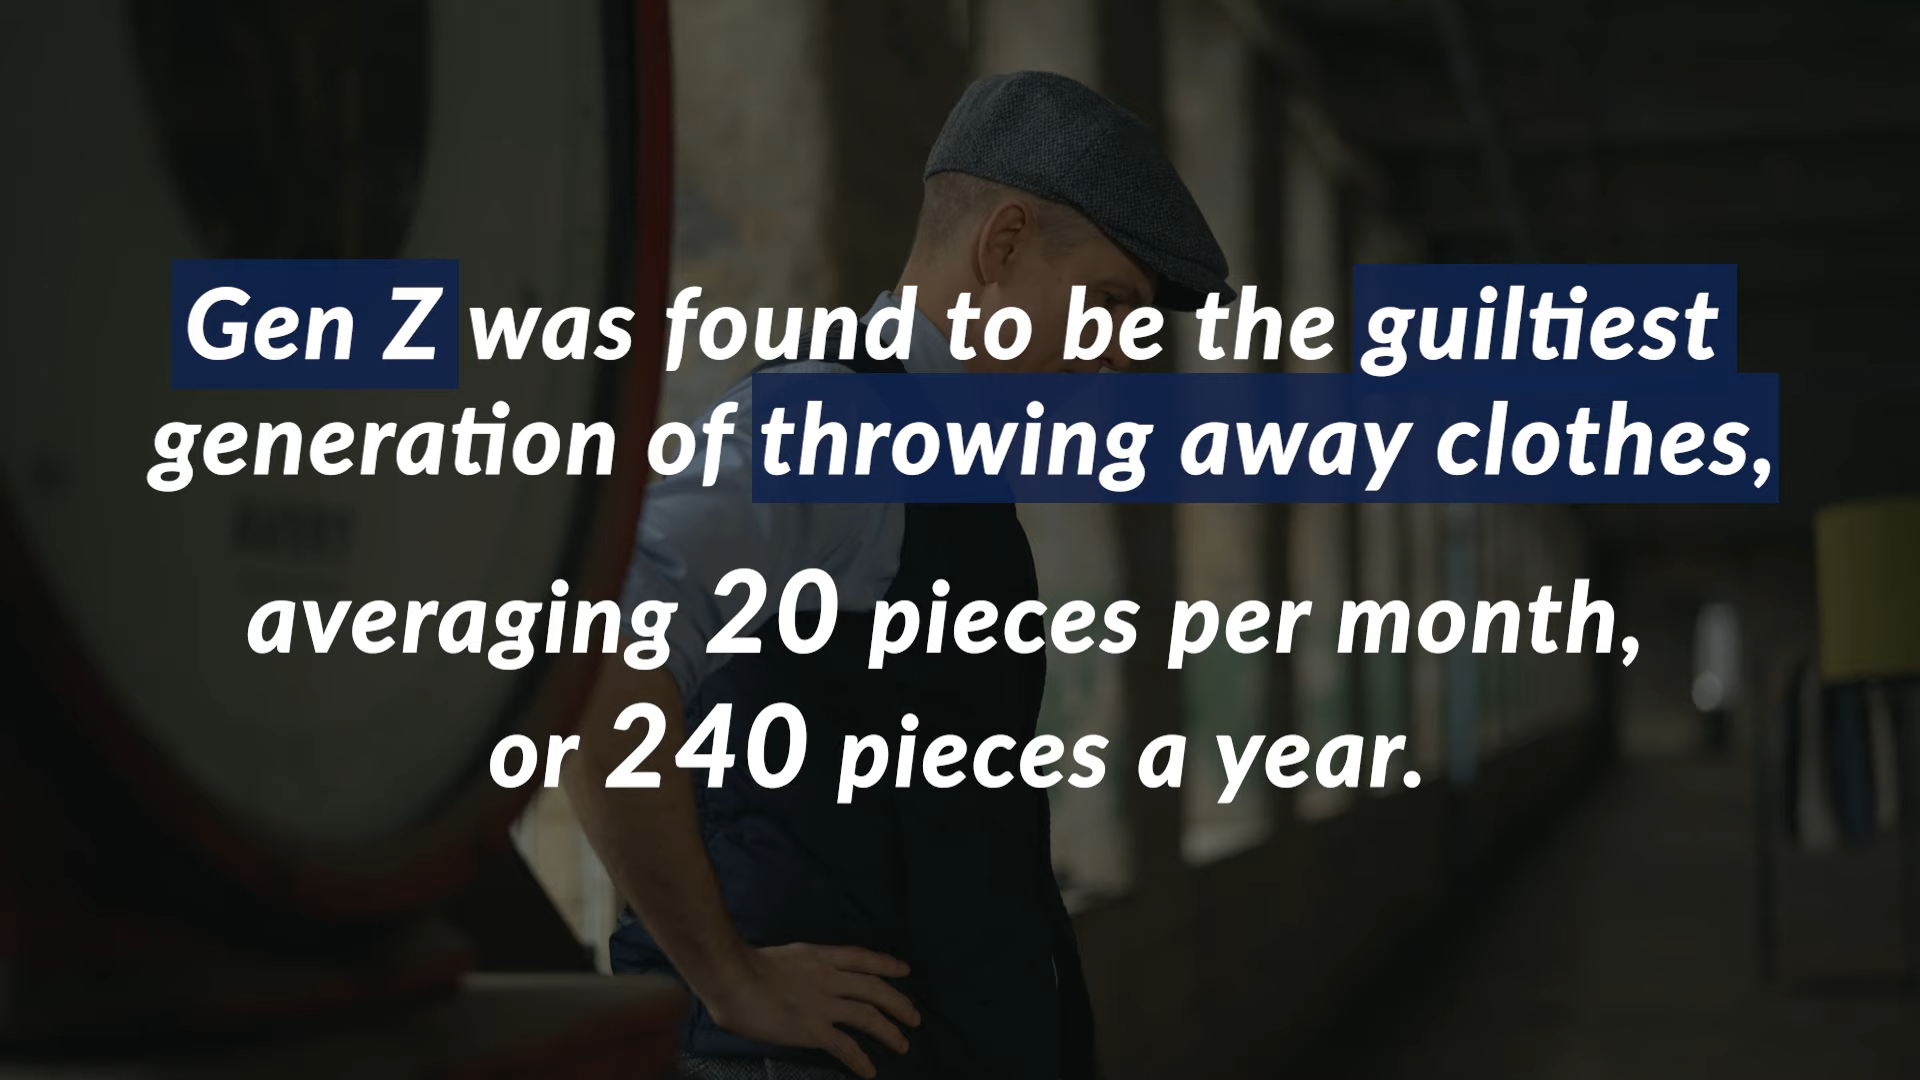 Gen Z was found to be the guiltiest
generation of throwing away clothes,
averaging 20 pieces per month,
or 240 pieces a year.